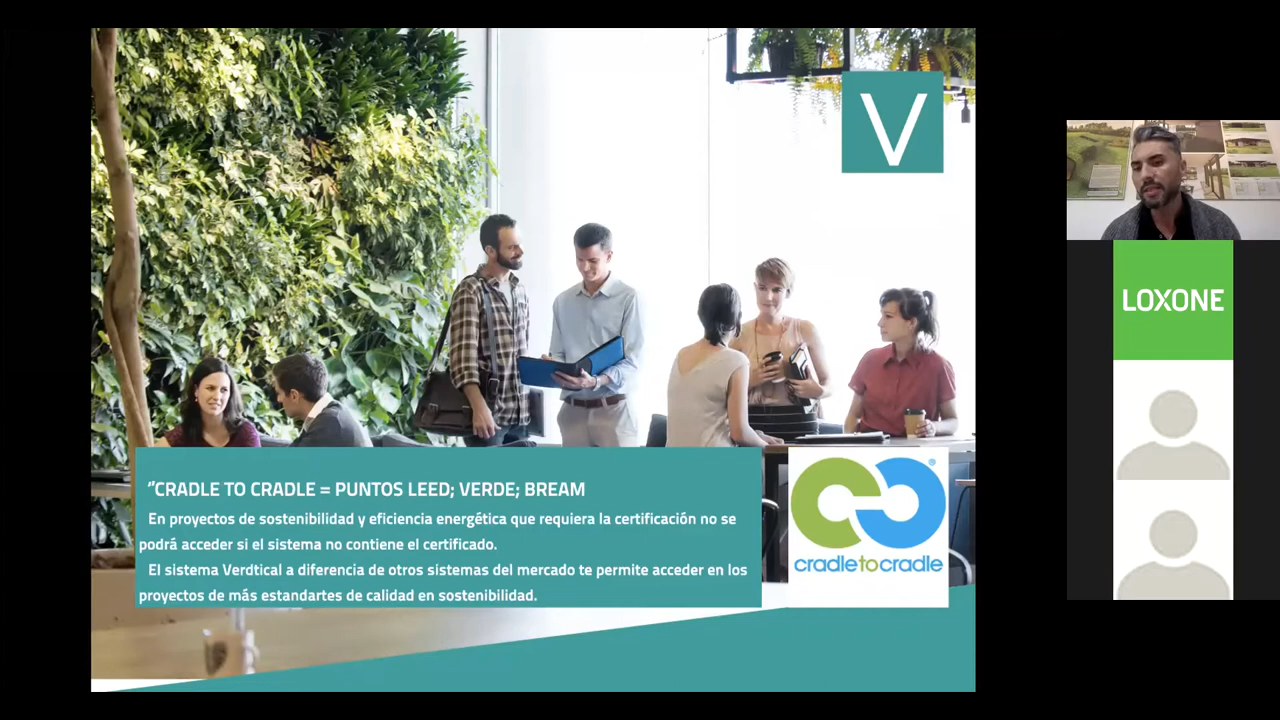 V
LOXONE
‘’CRADLE TO CRADLE = PUNTOS LEED; VERDE; BREAM
En proyectos de sostenibilidad y eficiencia energética que requiera la certificación no se
podrá acceder si el sistema no contiene el certificado.
El sistema Verdtical a diferencia de otros sistemas del mercado te permite acceder en los
proyectos de más estandartes de calidad en sostenibilidad.
®
cradletocradle